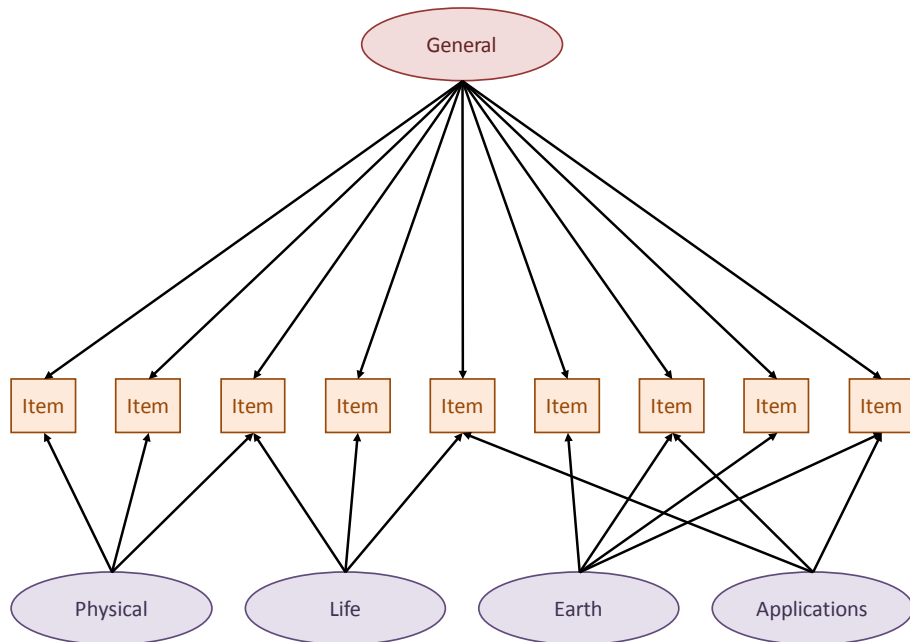 General
Item
Item
Item
Item
Item
Item
Item
Item
Item
Physical
Life
Earth
Applications